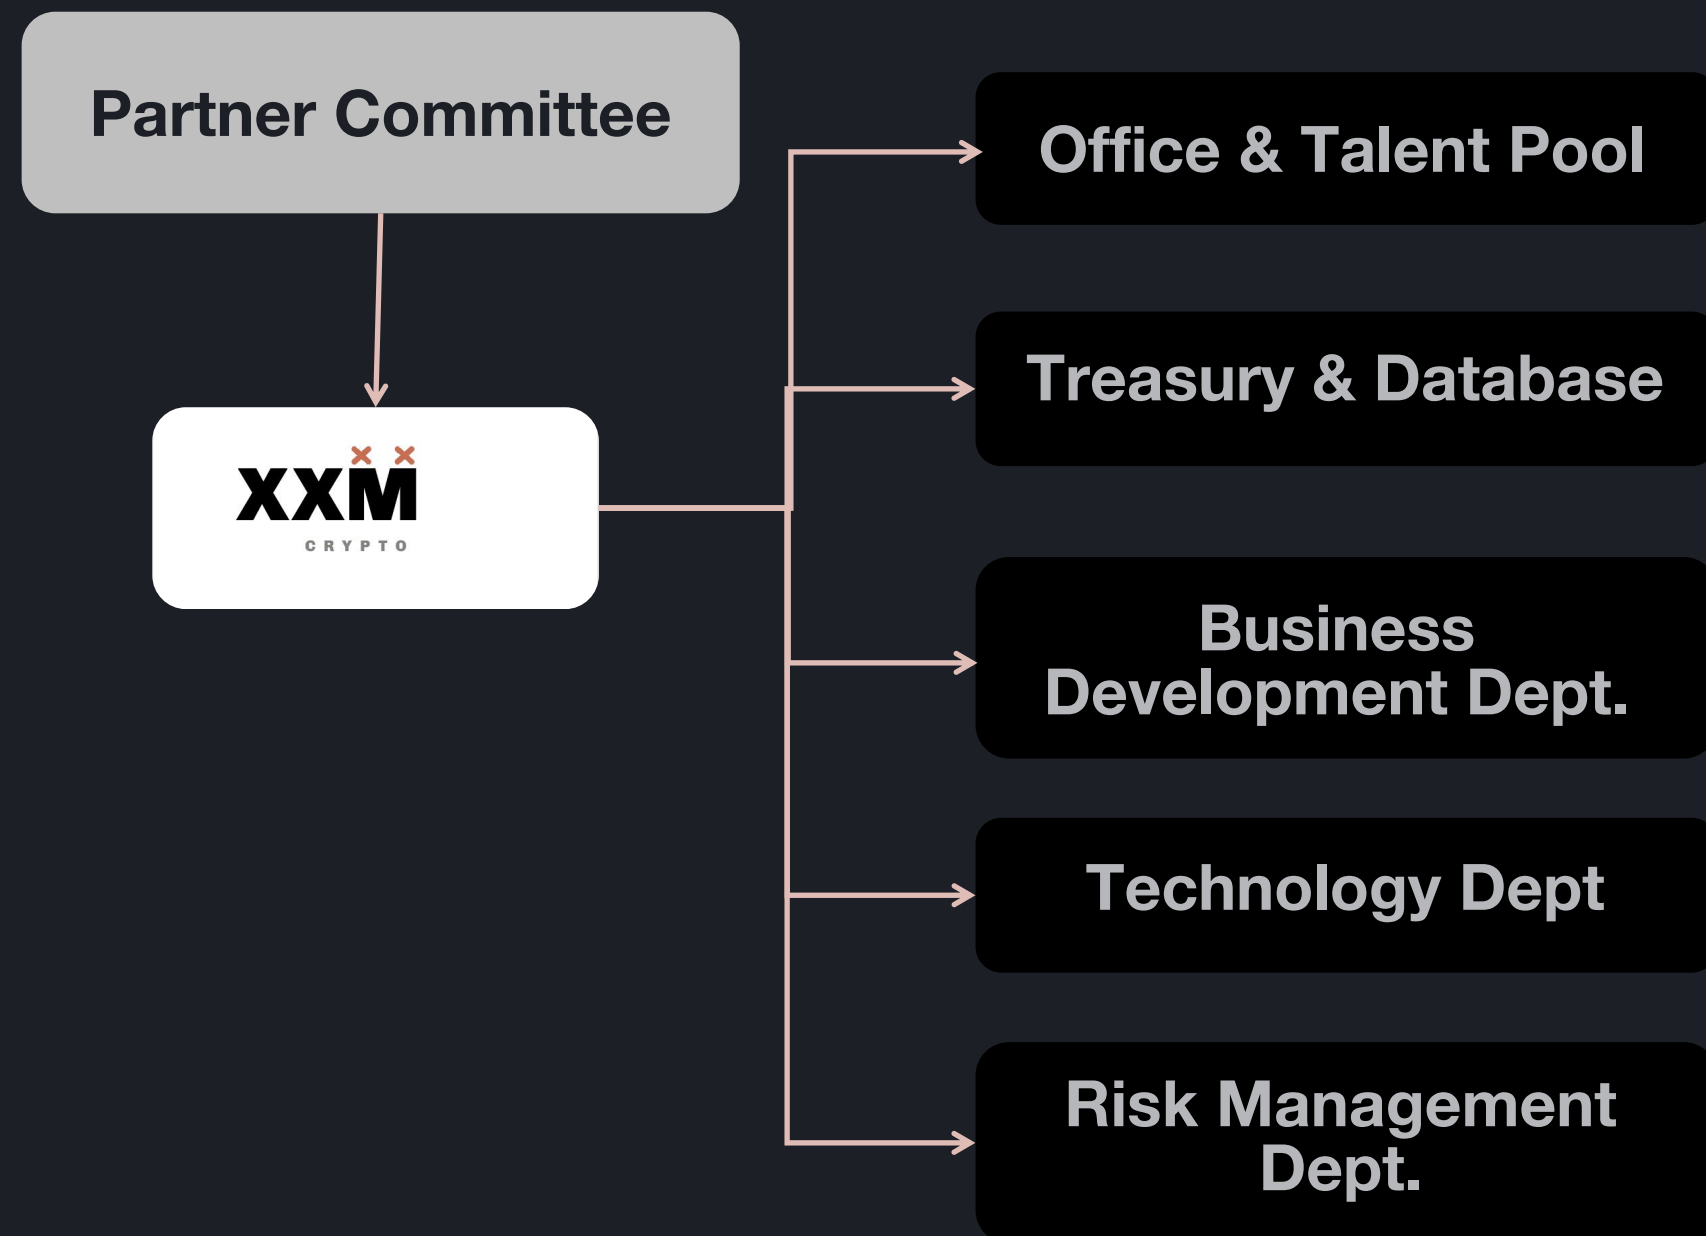 Partner Committee
XXM
CRYPTO
Office & Talent Pool
Treasury & Database
Business
Development Dept.
Technology Dept
Risk Management
Dept.